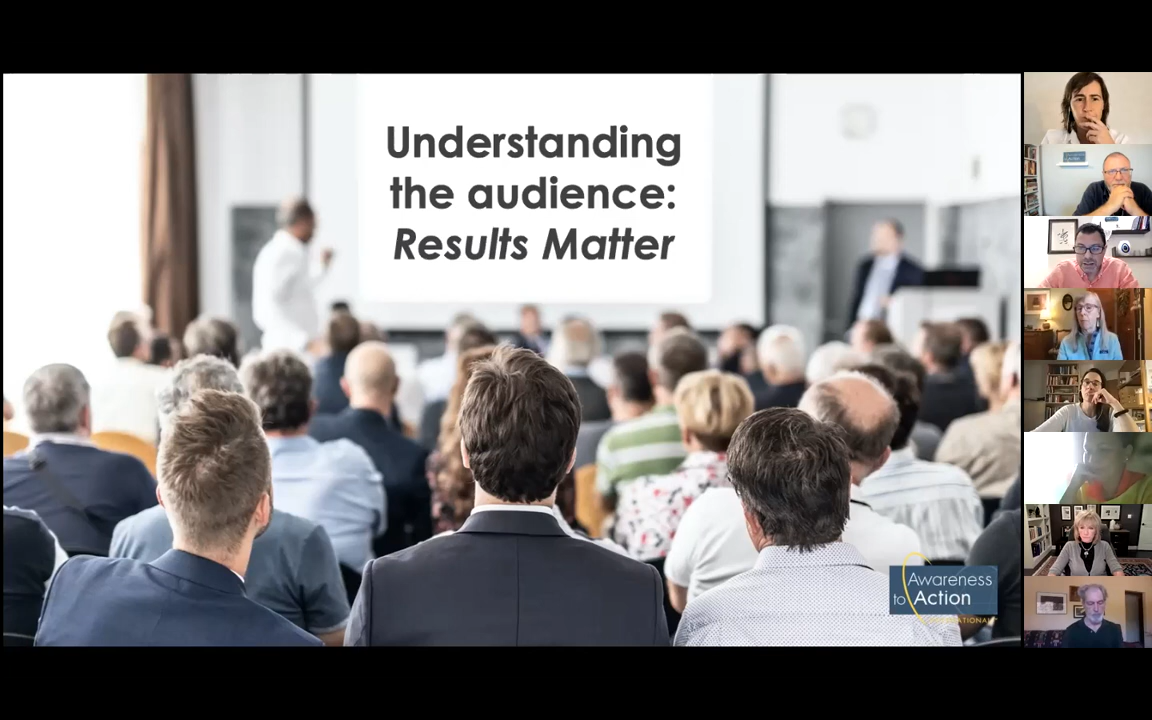 Understanding
the audience:
Results Matter
Awareness
to Action